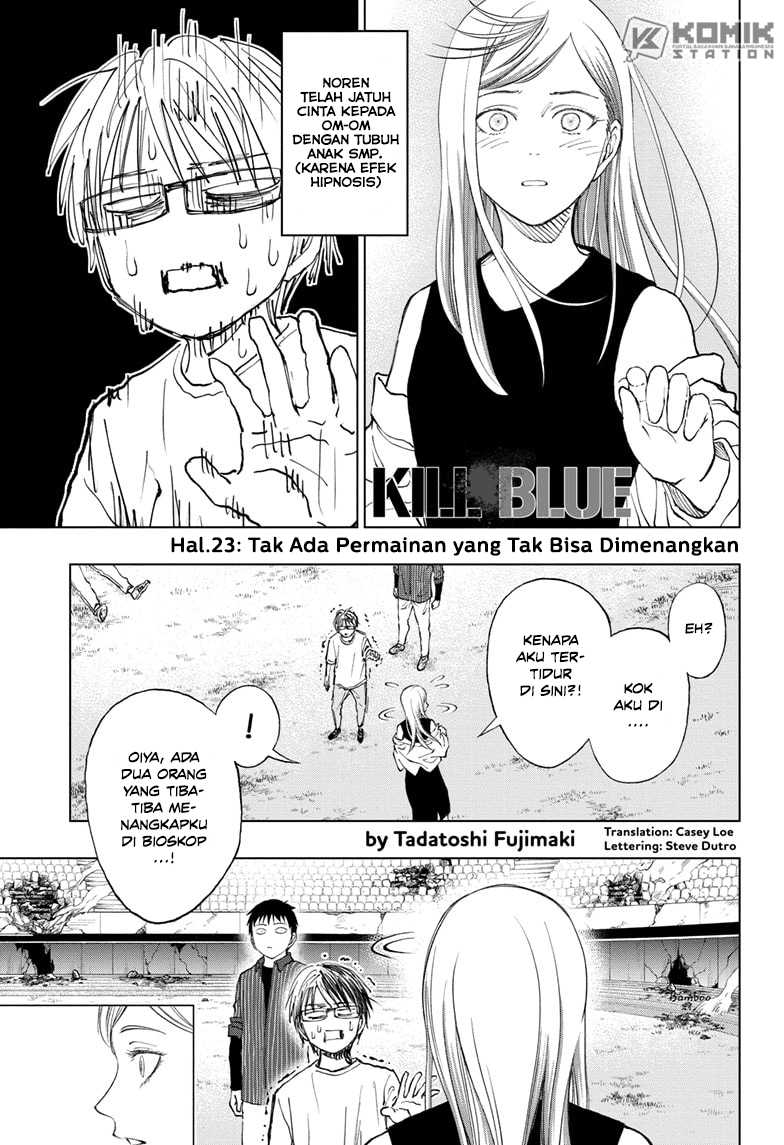 KOMIK
STATION
NOREN
TELAH JATUH
CINTA KEPADA
OM-OM
DENGAN TUBUH
ANAK SMP.
(KARENA EFEK
HIPNOSIS)
KILL BLUE
Hal.23: Tak Ada Permainan yang Tak Bisa Dimenangkan
EH?
KOK
AKU DI
....
KENAPA
AKU TER-
TIDUR
DI SINI?!
!
OIYA, ADA
DUA ORANG
YANG TIBA-
TIBA ME-
NANGKAPKU
DI BIOSKOP
...!
by Tadatoshi Fujimaki
Translation: Casey Loe
Lettering: Steve Dutro
Bamboo